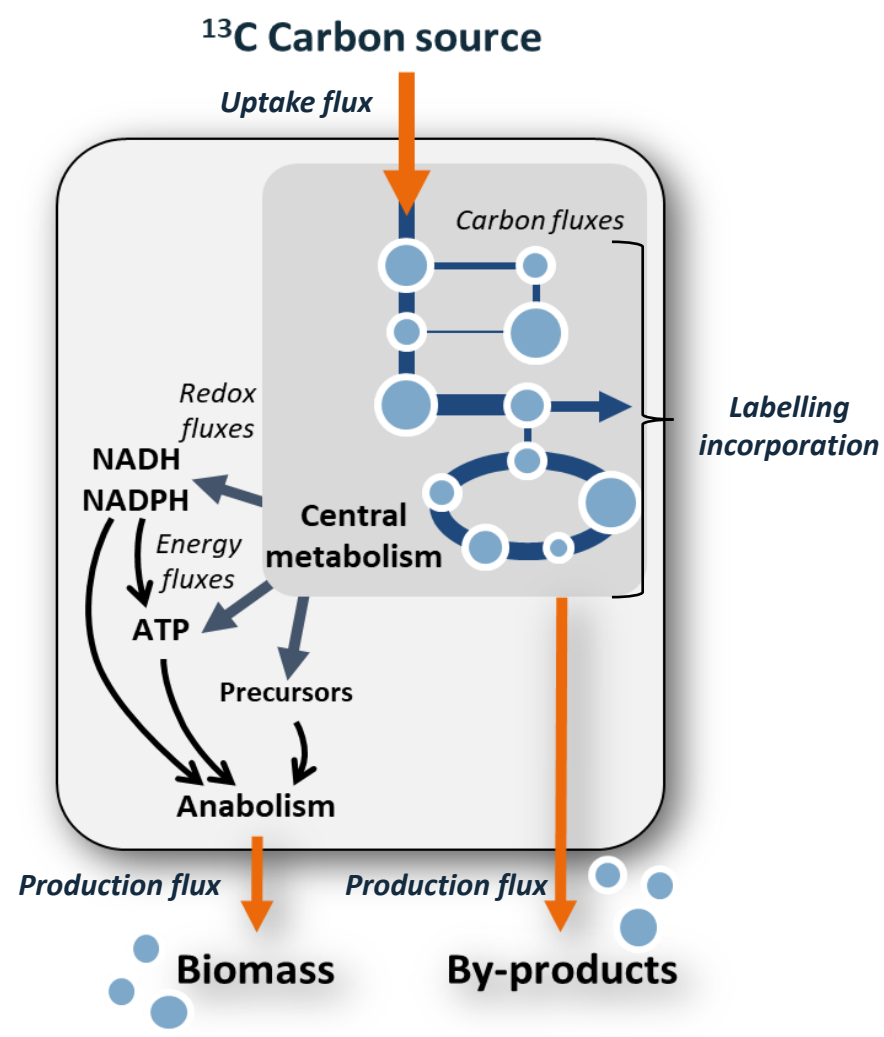 ¹³C Carbon source
Uptake flux
Carbon fluxes
Redox
fluxes
Labelling
incorporation
NADH
NADPH
Central
metabolism
Energy
fluxes
ATP
Precursors
Anabolism
Production flux
Production flux
Biomass
By-products